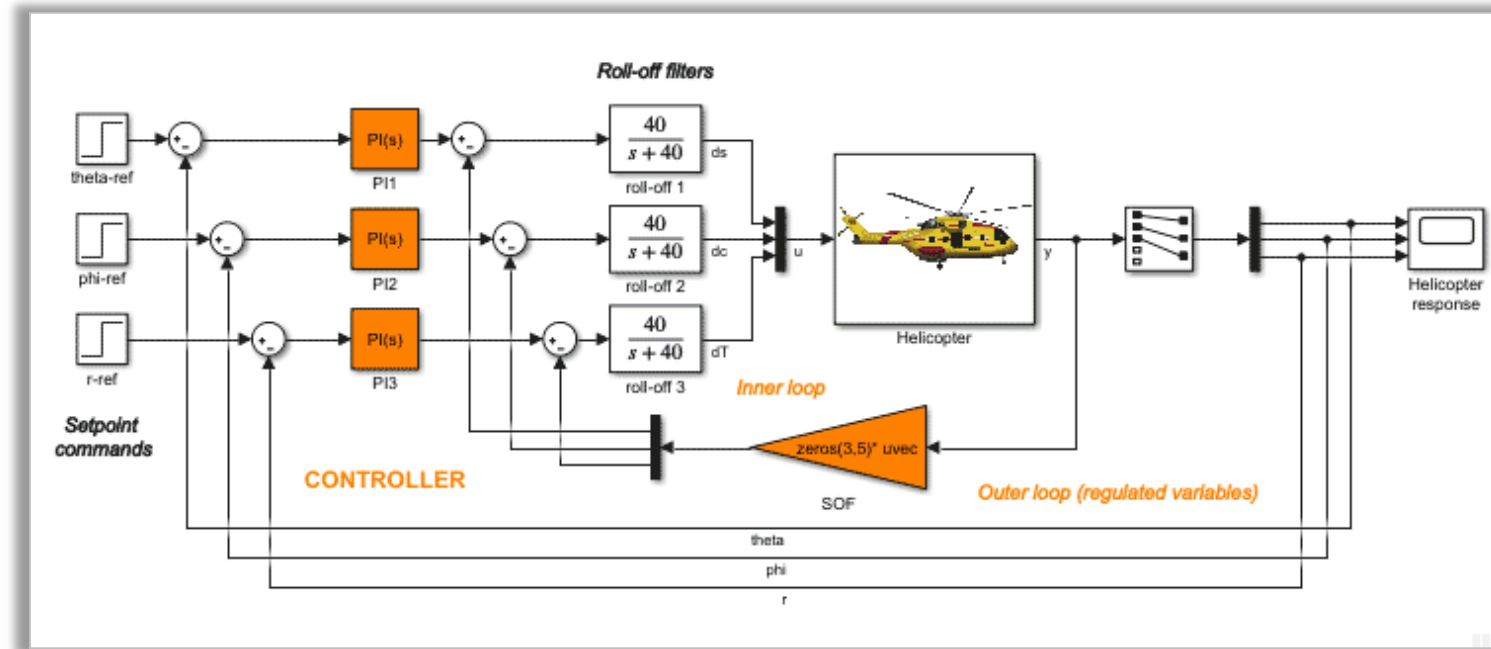 Roll-off filters
theta-ref
+
-
PI(s)
PI1
+
-
40
s + 40
ds
roll-off 1
phi-ref
+
-
PI(s)
PI2
+
-
40
s + 40
dc
roll-off 2
u
Helicopter
y
Helicopter
response
r-ref
+
-
PI(s)
PI3
+
-
40
s + 40
dT
roll-off 3
Setpoint
commands
Inner loop
zeros(3,5)* uvec
SOF
CONTROLLER
Outer loop (regulated variables)
theta
phi
r